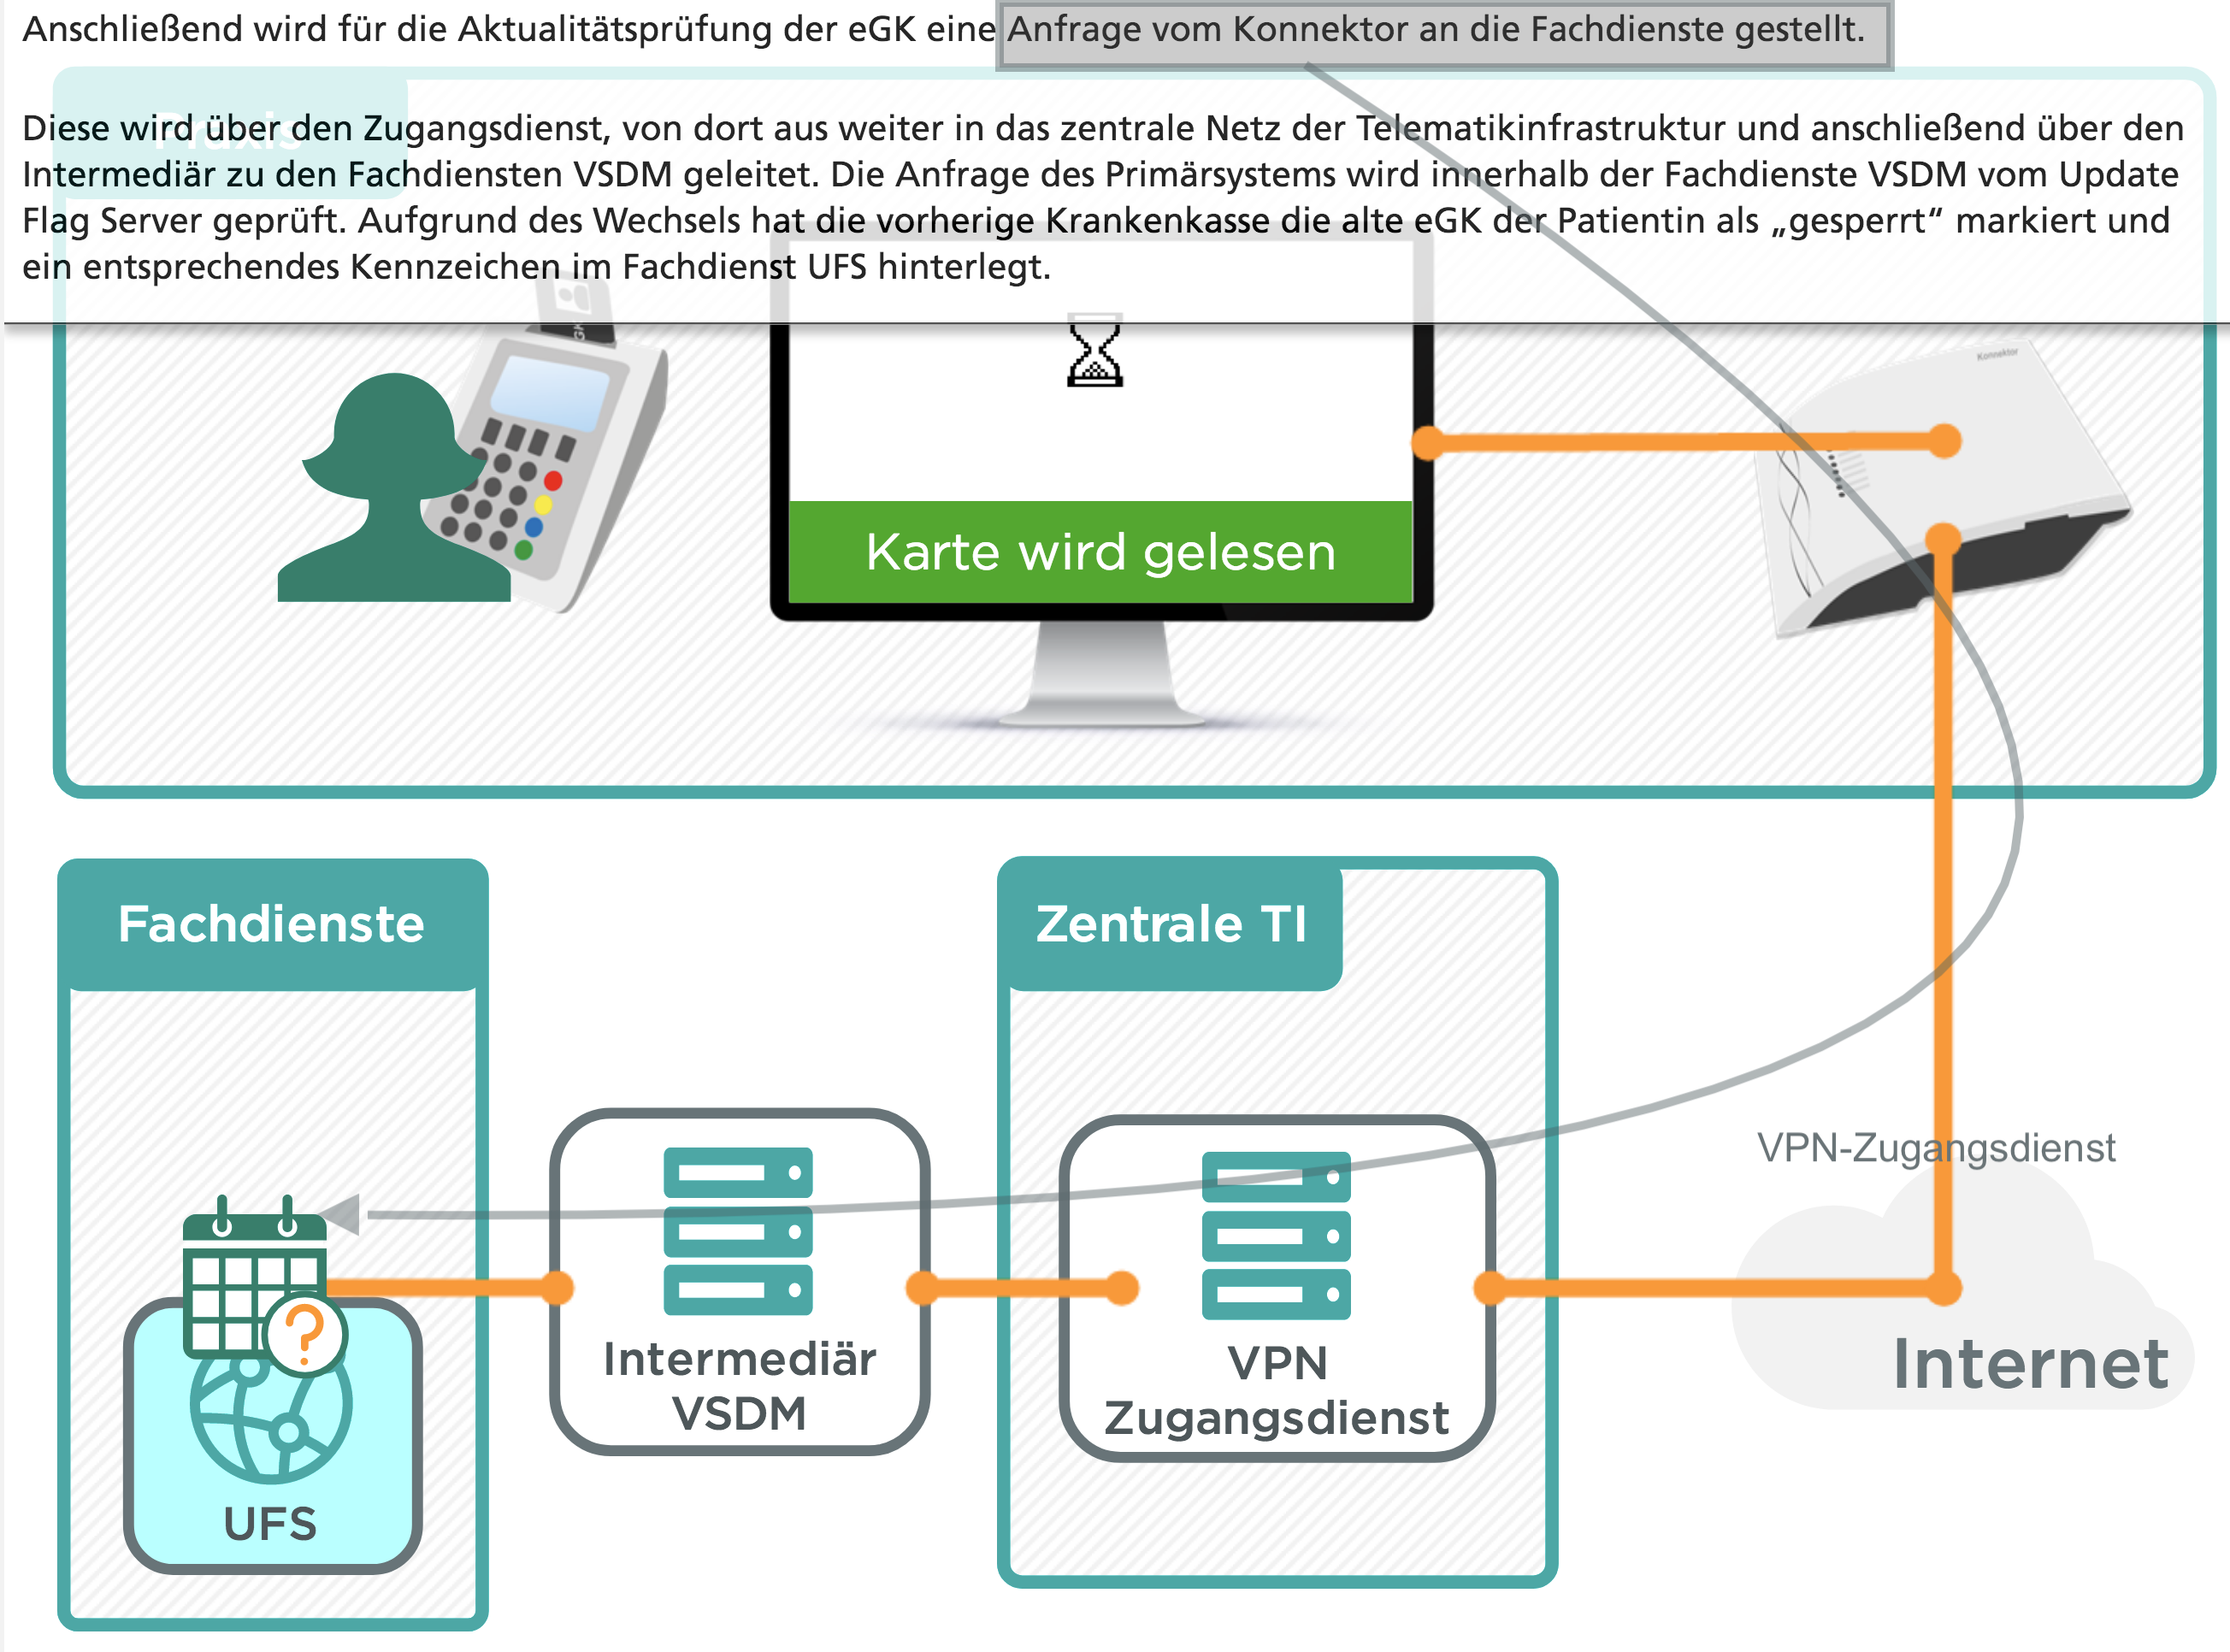 Anschließend wird für die Aktualitätsprüfung der eGK eine Anfrage vom Konnektor an die Fachdienste gestellt.
Praxis
Diese wird über den Zugangsdienst, von dort aus weiter in das zentrale Netz der Telematikinfrastruktur und anschließend über den
Intermediär zu den Fachdiensten VSDM geleitet. Die Anfrage des Primärsystems wird innerhalb der Fachdienste VSDM vom Update
Flag Server geprüft. Aufgrund des Wechsels hat die vorherige Krankenkasse die alte eGK der Patientin als „gesperrt“ markiert und
ein entsprechendes Kennzeichen im Fachdienst UFS hinterlegt.
Konnektor
Karte wird gelesen
Fachdienste
Zentrale TI
VPN-Zugangsdienst
Internet
Intermediär
VSDM
VPN
Zugangsdienst
?
UFS